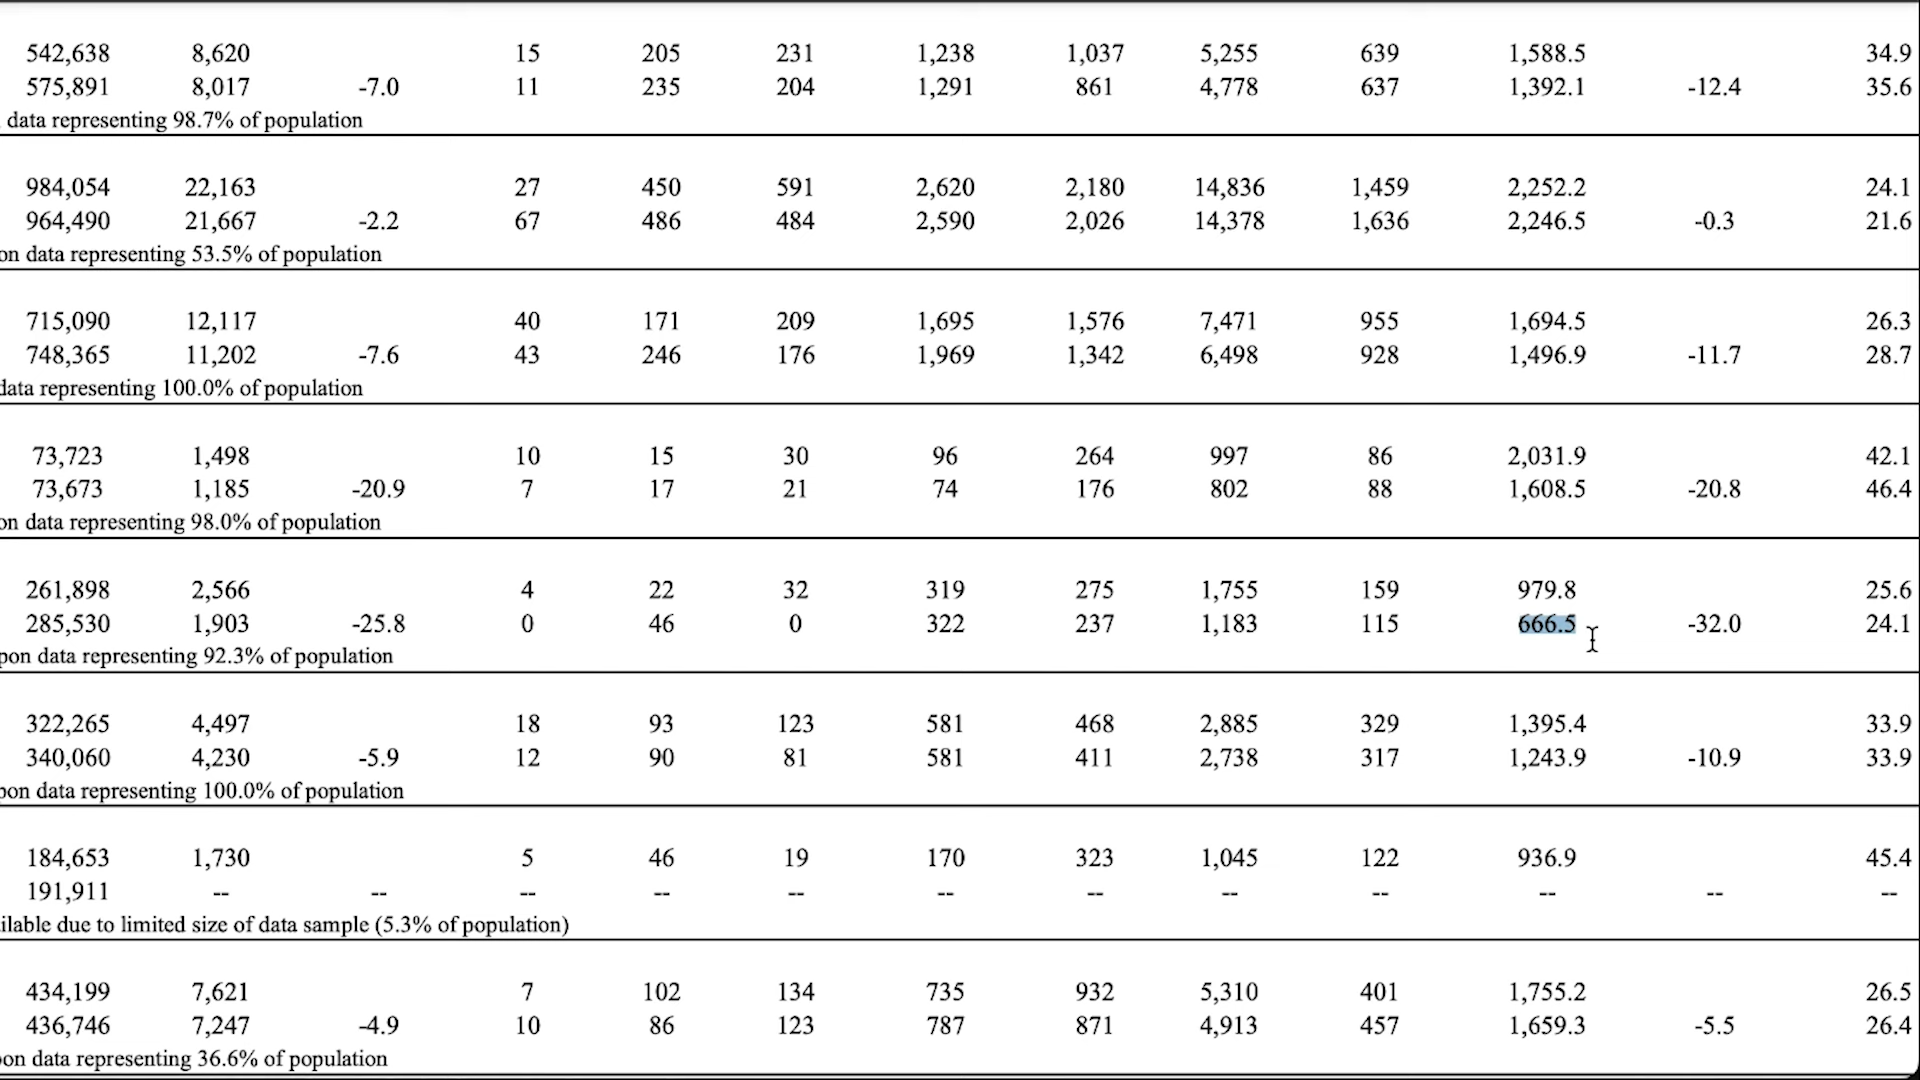 542,638 8,620 15 205 231 1,238 1,037 5,255 639 1,588.5 34.9
575,891 8,017 -7.0 11 235 204 1,291 861 4,778 637 1,392.1 -12.4 35.6
data representing 98.7% of population
984,054 22,163 27 450 591 2,620 2,180 14,836 1,459 2,252.2 24.1
964,490 21,667 -2.2 67 486 484 2,590 2,026 14,378 1,636 2,246.5 -0.3 21.6
on data representing 53.5% of population
715,090 12,117 40 171 209 1,695 1,576 7,471 955 1,694.5 26.3
748,365 11,202 -7.6 43 246 176 1,969 1,342 6,498 928 1,496.9 -11.7 28.7
data representing 100.0% of population
73,723 1,498 10 15 30 96 264 997 86 2,031.9 42.1
73,673 1,185 -20.9 7 17 21 74 176 802 88 1,608.5 -20.8 46.4
on data representing 98.0% of population
261,898 2,566 4 22 32 319 275 1,755 159 979.8 25.6
285,530 1,903 -25.8 0 46 0 322 237 1,183 115 666.5 -32.0 24.1
pon data representing 92.3% of population
322,265 4,497 18 93 123 581 468 2,885 329 1,395.4 33.9
340,060 4,230 -5.9 12 90 81 581 411 2,738 317 1,243.9 -10.9 33.9
pon data representing 100.0% of population
184,653 1,730 5 46 19 170 323 1,045 122 936.9 45.4
191,911 -- -- -- -- -- -- -- -- -- -- -- --
ilable due to limited size of data sample (5.3% of population)
434,199 7,621 7 102 134 735 932 5,310 401 1,755.2 26.5
436,746 7,247 -4.9 10 86 123 787 871 4,913 457 1,659.3 -5.5 26.4
on data representing 36.6% of population